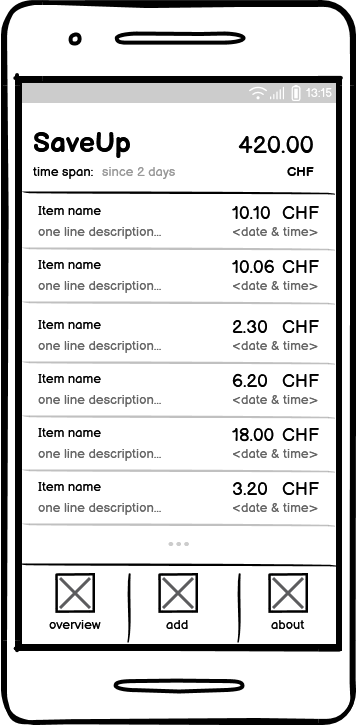 13:15
SaveUp 420.00
time span: since 2 days CHF
Item name 10.10 CHF
one line description... <date & time>
Item name 10.06 CHF
one line description... <date & time>
Item name 2.30 CHF
one line description... <date & time>
Item name 6.20 CHF
one line description... <date & time>
Item name 18.00 CHF
one line description... <date & time>
Item name 3.20 CHF
one line description... <date & time>
...
overview add about